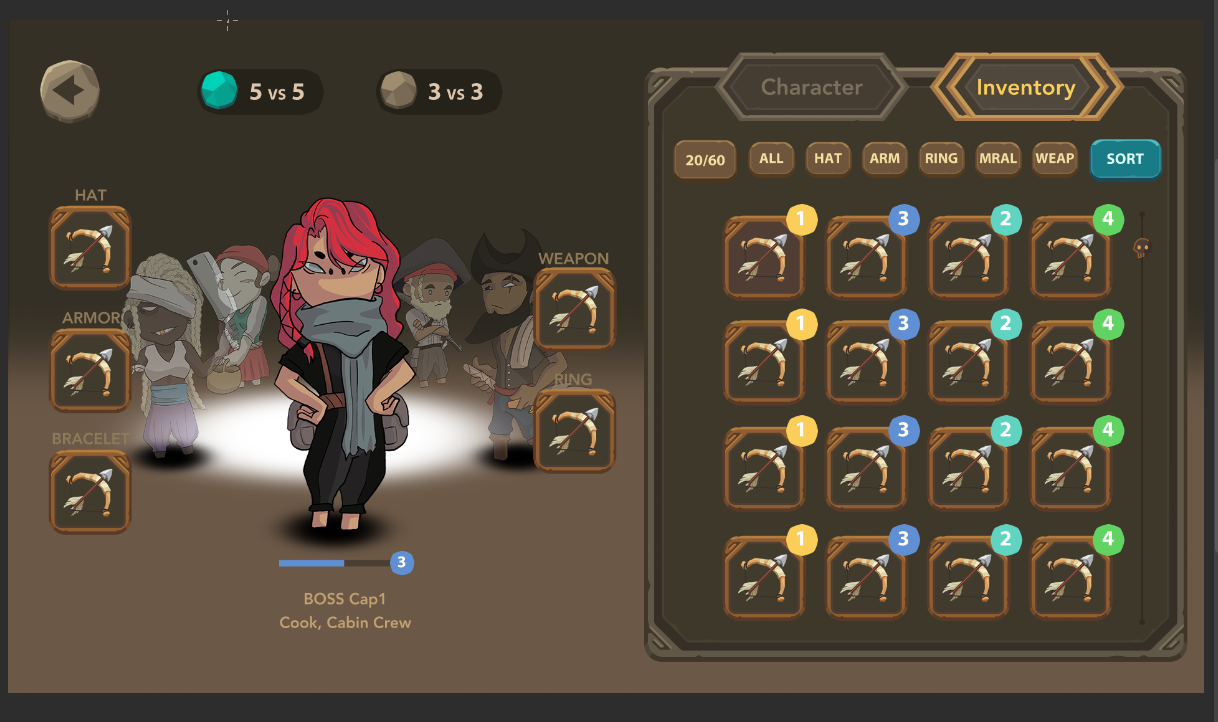 5 vs 5
3 vs 3
Character
Inventory
20/60
ALL
HAT
ARM
RING
MRAL
WEAP
SORT
HAT
ARMOR
BRACELET
WEAPON
RING
1
3
2
4
1
3
2
4
1
3
2
4
1
3
2
4
3
BOSS Cap1
Cook, Cabin Crew